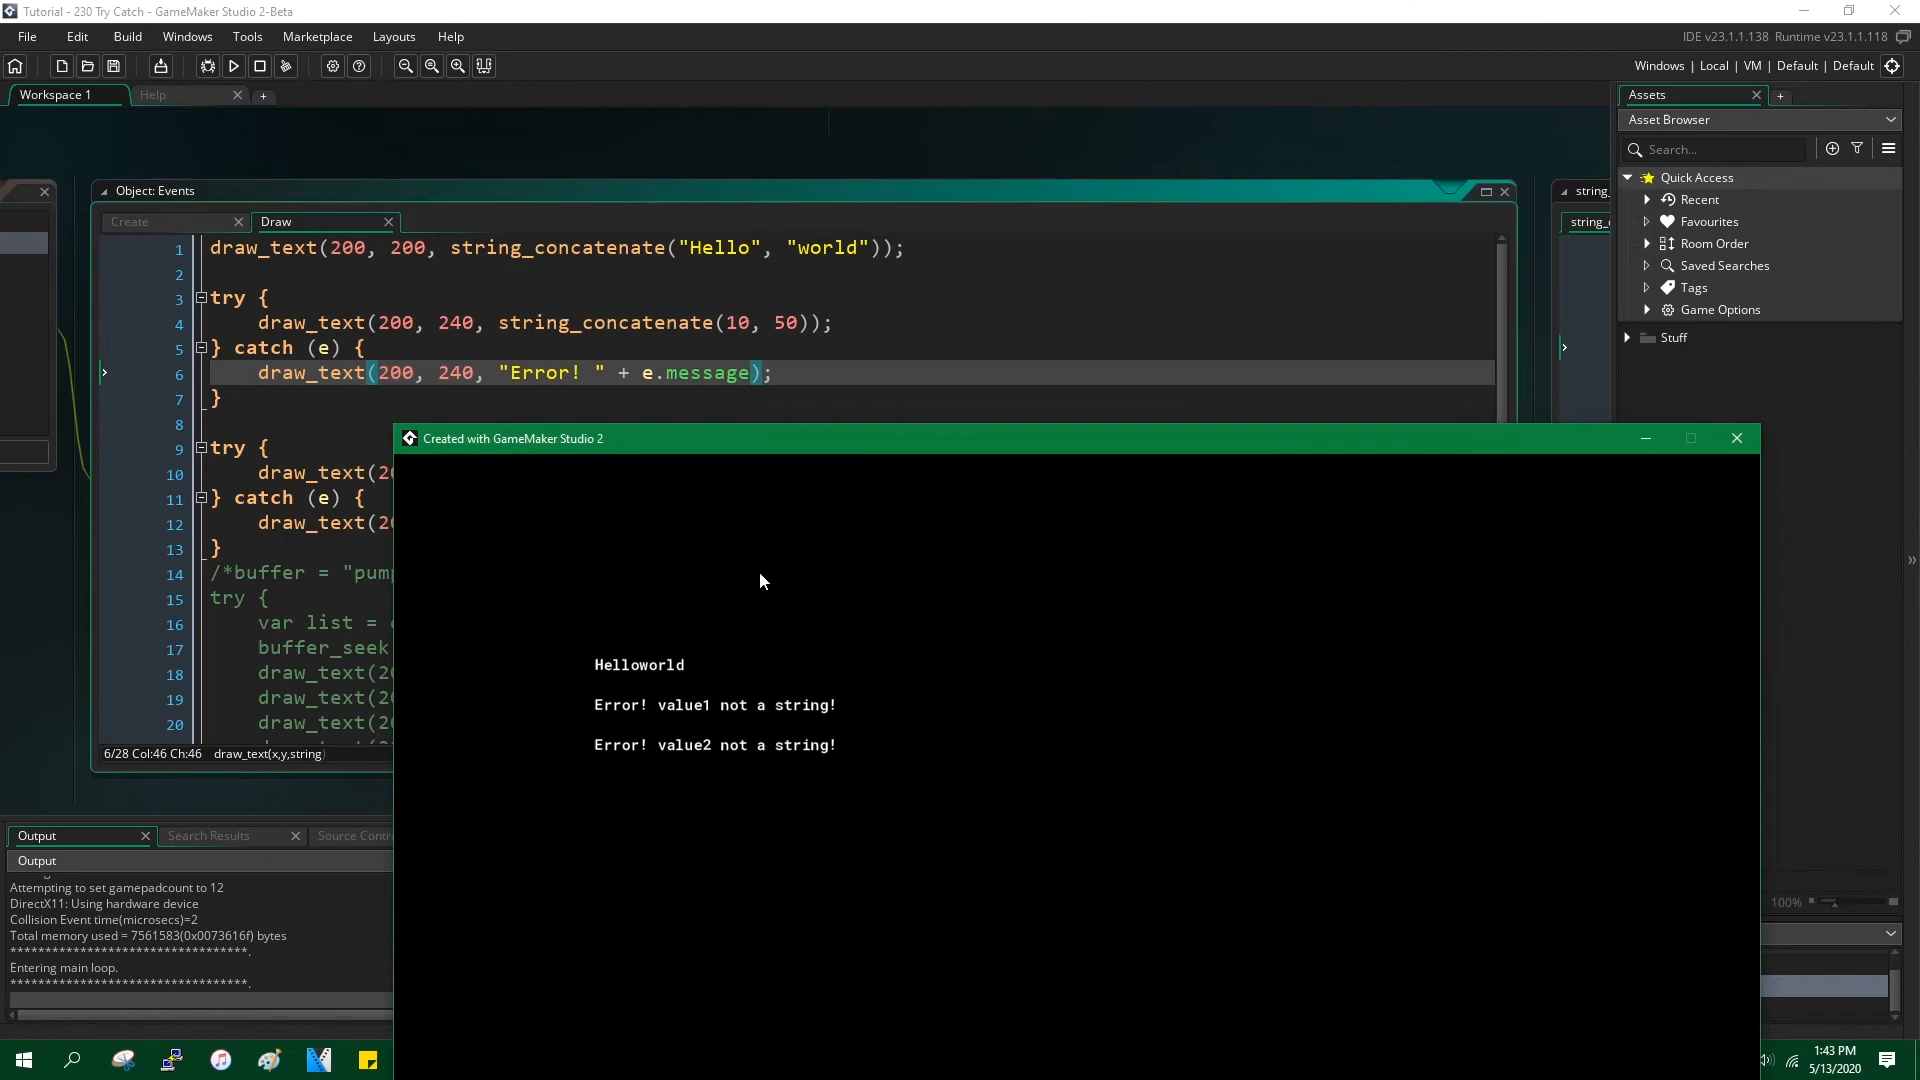 Tutorial - 230 Try Catch - GameMaker Studio 2-Beta
File Edit Build Windows Tools Marketplace Layouts Help
IDE v23.1.1.138 Runtime v23.1.1.118
Windows | Local | VM | Default | Default
Workspace 1
Help
Assets
Asset Browser
Search...
Quick Access
Recent
Favourites
Room Order
Saved Searches
Tags
Game Options
Stuff
Object: Events
Create
Draw
1 draw_text(200, 200, string_concatenate("Hello", "world"));
2
3 try {
4 draw_text(200, 240, string_concatenate(10, 50));
5 } catch (e) {
6 draw_text(200, 240, "Error! " + e.message);
7 }
8
9 try {
10 draw_text(20
11 } catch (e) {
12 draw_text(20
13 }
14 /*buffer = "pum
15 try {
16 var list =
17 buffer_seek
18 draw_text(20
19 draw_text(20
20 draw_text(20
6/28 Col:46 Ch:46 draw_text(x,y,string)
string_
string_
Created with GameMaker Studio 2
Helloworld
Error! value1 not a string!
Error! value2 not a string!
Output
Search Results
Source Contr
Output
Attempting to set gamepadcount to 12
DirectX11: Using hardware device
Collision Event time(microsecs)=2
Total memory used = 7561583(0x0073616f) bytes
**********************************.
Entering main loop.
**********************************.
100%
1:43 PM
5/13/2020